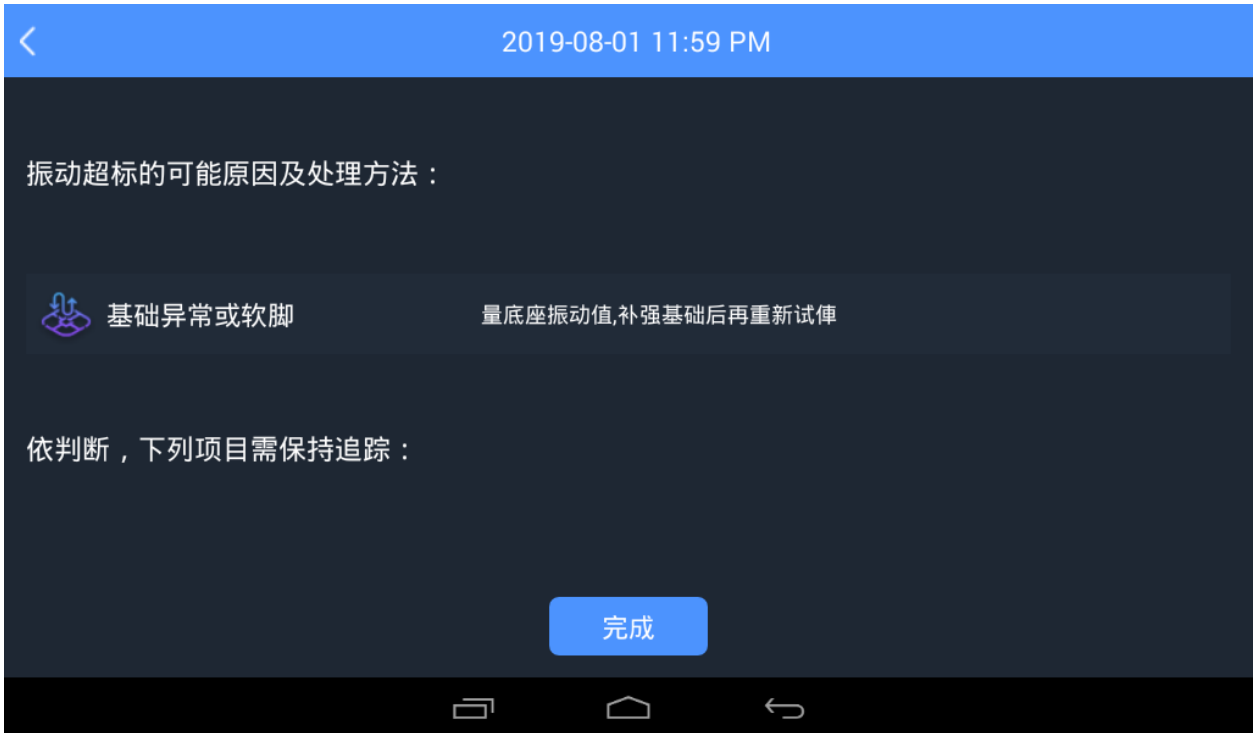 2019-08-01 11:59 PM
振动超标的可能原因及处理方法：
基础异常或软脚
量底座振动值,补强基础后再重新试俥
依判断，下列项目需保持追踪：
完成